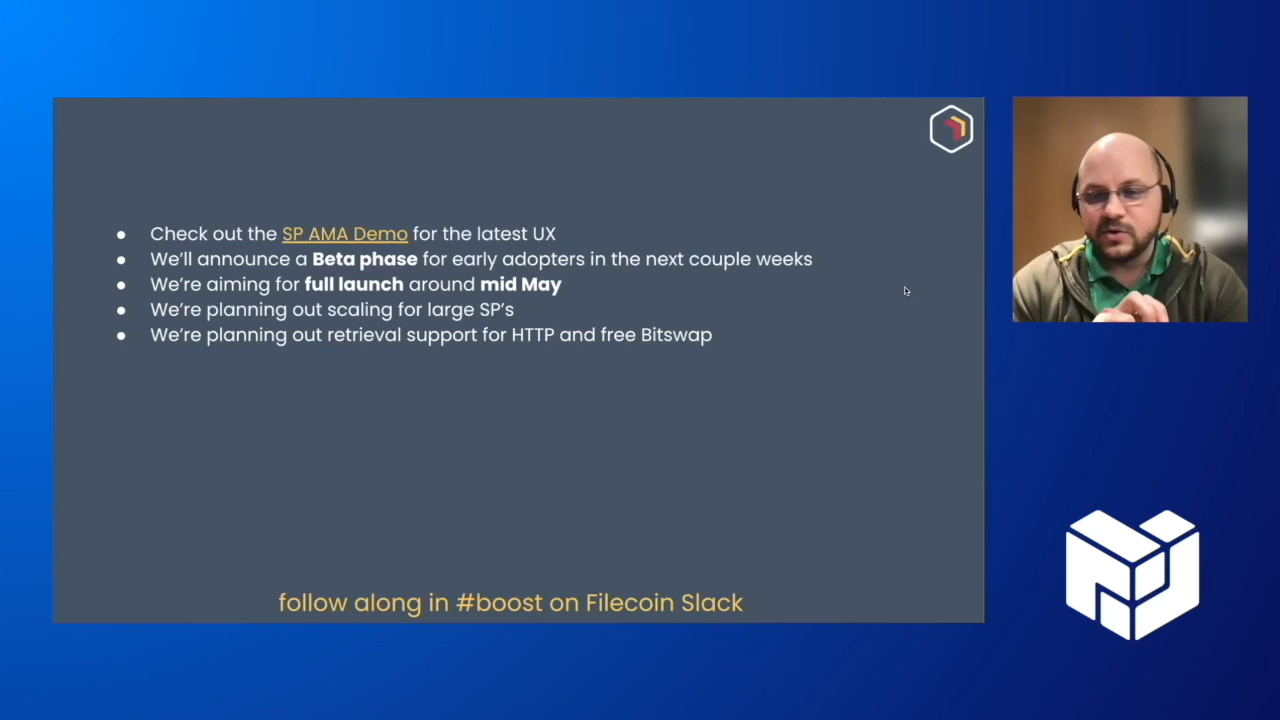 Check out the SP AMA Demo for the latest UX
We’ll announce a Beta phase for early adopters in the next couple weeks
We’re aiming for full launch around mid May
We’re planning out scaling for large SP’s
We’re planning out retrieval support for HTTP and free Bitswap
follow along in #boost on Filecoin Slack